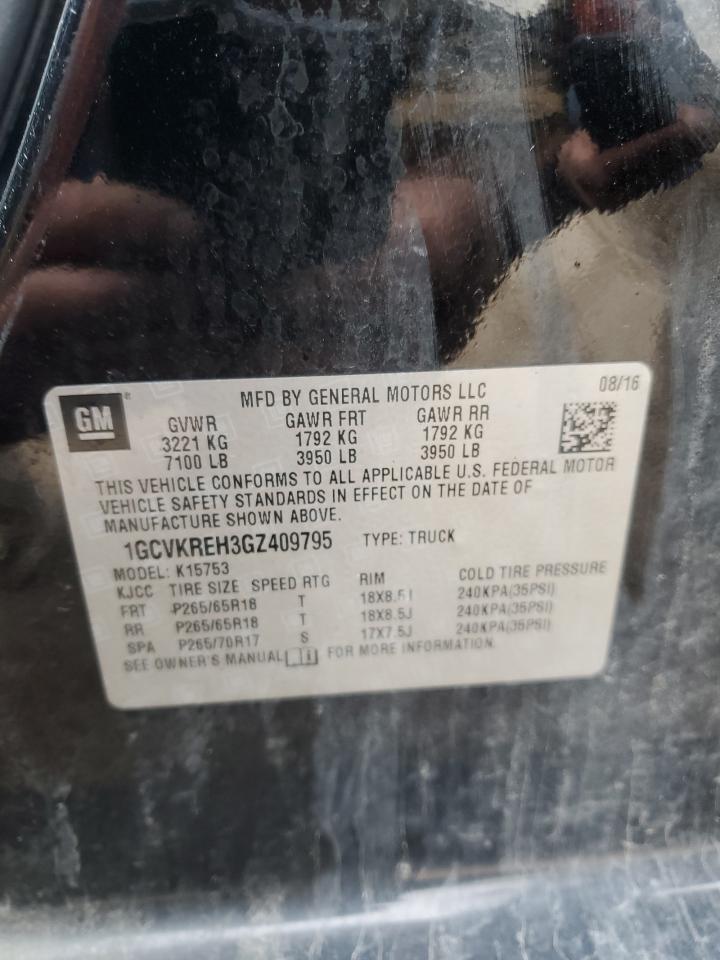 GM®
MFD BY GENERAL MOTORS LLC 08/16
GVWR GAWR FRT GAWR RR
3221 KG 1792 KG 1792 KG
7100 LB 3950 LB 3950 LB
THIS VEHICLE CONFORMS TO ALL APPLICABLE U.S. FEDERAL MOTOR
VEHICLE SAFETY STANDARDS IN EFFECT ON THE DATE OF
MANUFACTURE SHOWN ABOVE.
1GCVKREH3GZ409795 TYPE: TRUCK
MODEL: K15753
KJCC TIRE SIZE SPEED RTG RIM COLD TIRE PRESSURE
FRT P265/65R18 T 18X8.5J 240KPA(35PSI)
RR P265/65R18 T 18X8.5J 240KPA(35PSI)
SPA P265/70R17 S 17X7.5J 240KPA(35PSI)
SEE OWNER'S MANUAL FOR MORE INFORMATION.